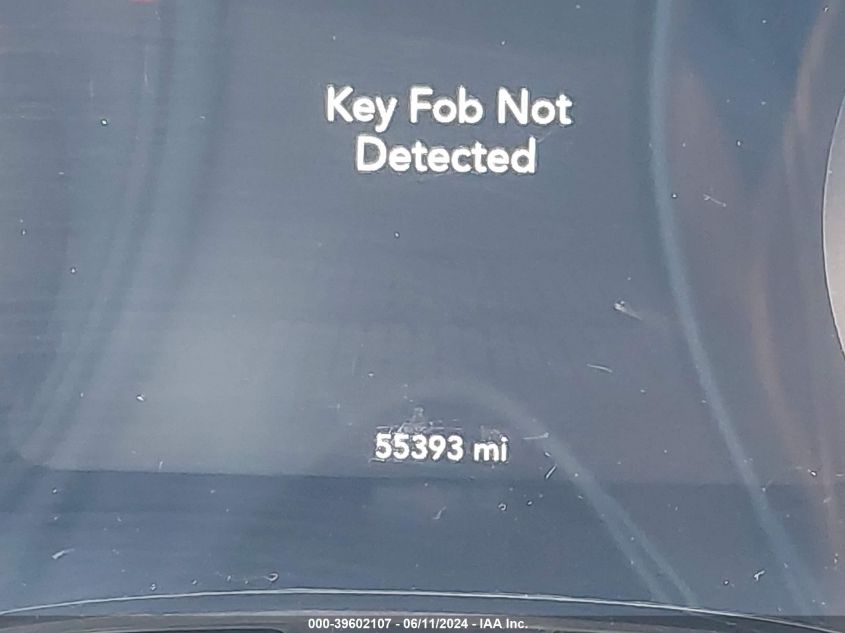 Key Fob Not
Detected
55393 mi
000-39602107 - 06/11/2024 - IAA Inc.